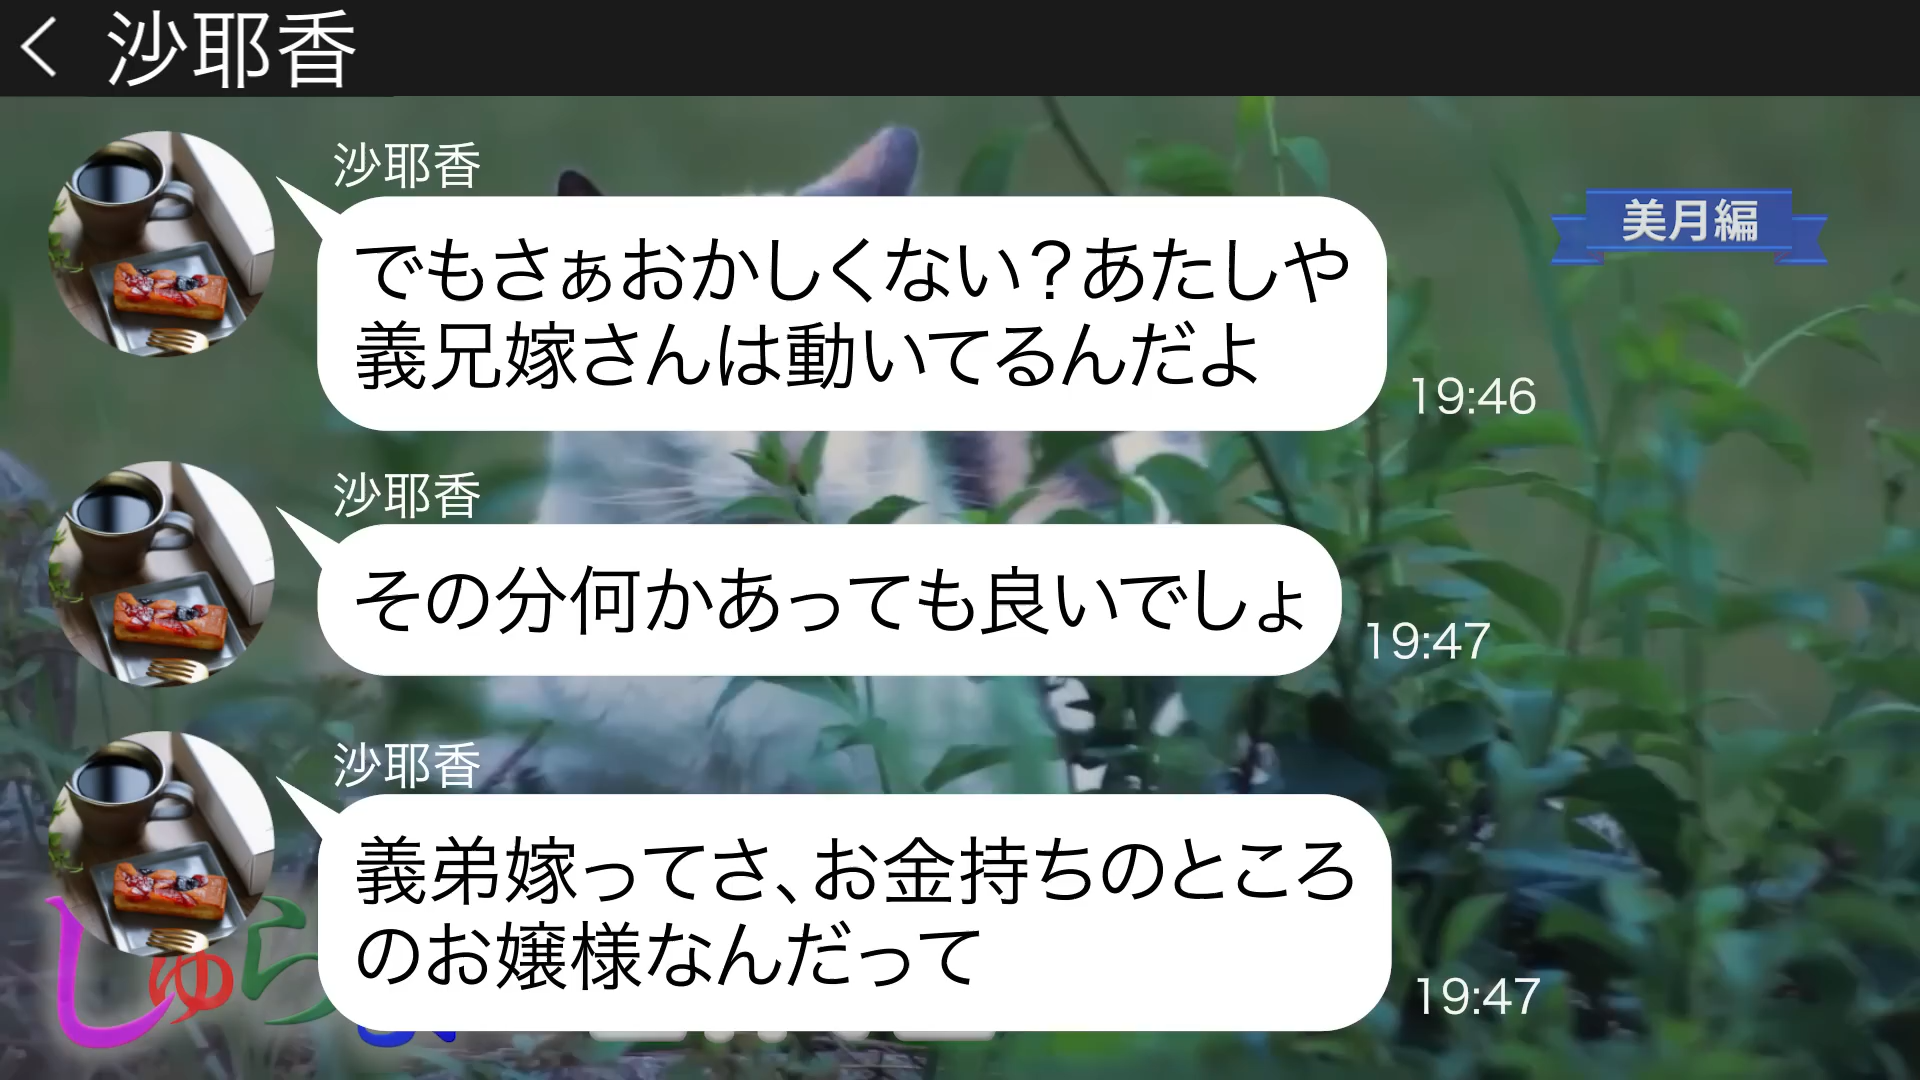 沙耶香
沙耶香
でもさぁおかしくない？あたしや
義兄嫁さんは動いてるんだよ
19:46
美月編
沙耶香
その分何かあっても良いでしょ
19:47
沙耶香
義弟嫁ってさ、お金持ちのところ
のお嬢様なんだって
19:47
しゅら